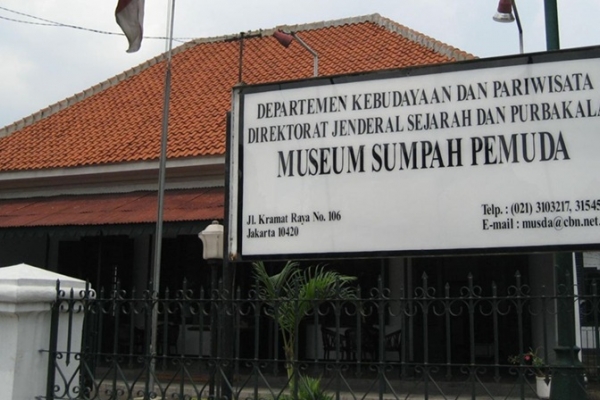 DEPARTEMEN KEBUDAYAAN DAN PARIWISATA
DIREKTORAT JENDERAL SEJARAH DAN PURBAKALA
MUSEUM SUMPAH PEMUDA
Jl. Kramat Raya No. 106
Jakarta 10420
Telp. : (021) 3103217, 31545
E-mail : musda@cbn.net.